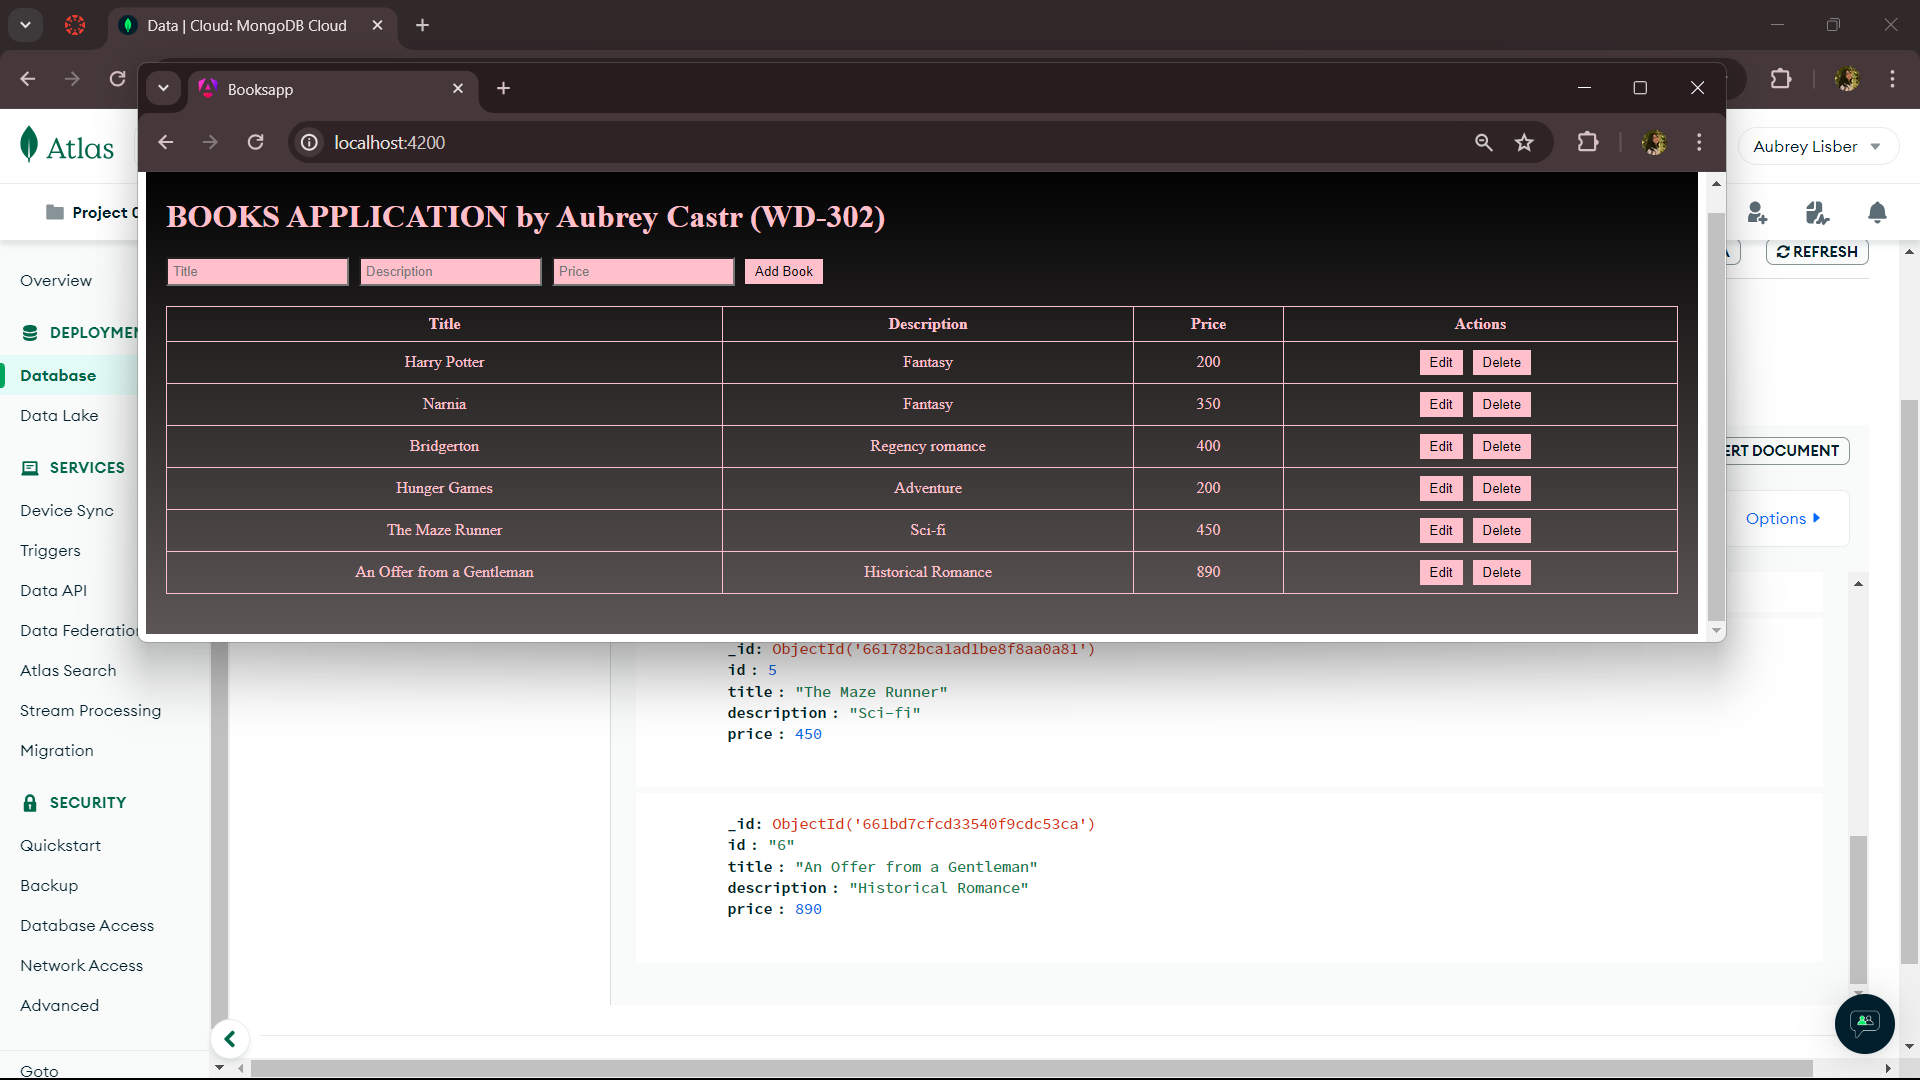 Data | Cloud: MongoDB Cloud
Booksapp
localhost:4200
Atlas
Aubrey Lisber
Project 0
REFRESH
BOOKS APPLICATION by Aubrey Castr (WD-302)
Title Description Price Add Book
Title Description Price Actions
Harry Potter Fantasy 200 Edit Delete
Narnia Fantasy 350 Edit Delete
Bridgerton Regency romance 400 Edit Delete
Hunger Games Adventure 200 Edit Delete
The Maze Runner Sci-fi 450 Edit Delete
An Offer from a Gentleman Historical Romance 890 Edit Delete
Overview
DEPLOYMEN
Database
Data Lake
SERVICES
Device Sync
Triggers
Data API
Data Federation
Atlas Search
Stream Processing
Migration
SECURITY
Quickstart
Backup
Database Access
Network Access
Advanced
Goto
ERT DOCUMENT
Options
_id: ObjectId('661782bca1ad1be8f8aa0a81')
id : 5
title : "The Maze Runner"
description : "Sci-fi"
price : 450
_id: ObjectId('661bd7cfcd33540f9cdc53ca')
id : "6"
title : "An Offer from a Gentleman"
description : "Historical Romance"
price : 890